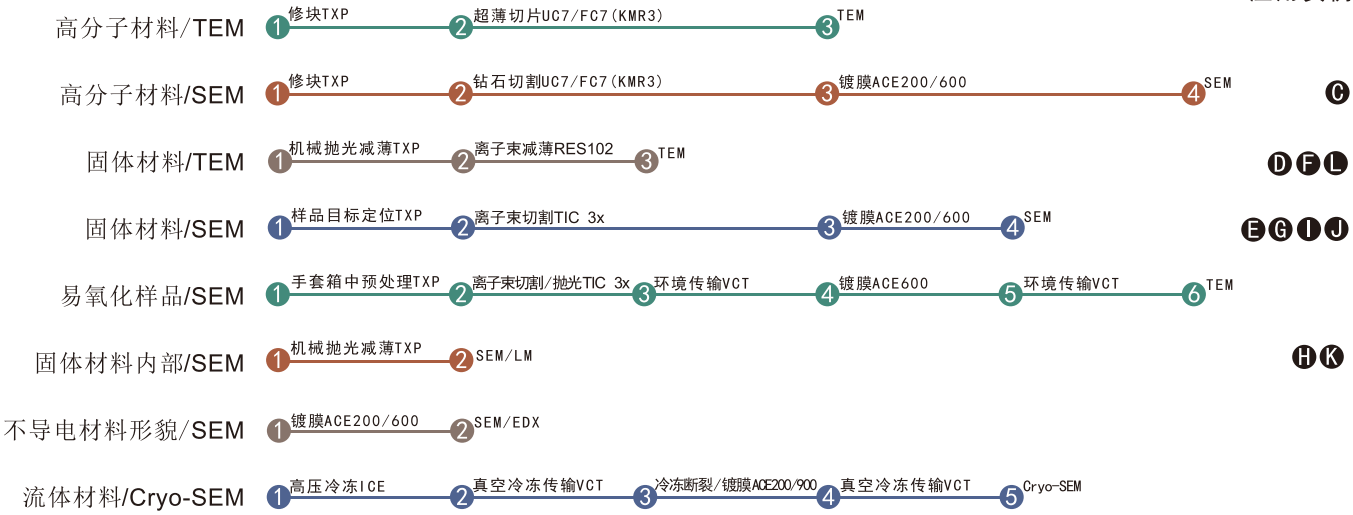 高分子材料/TEM 1 修块TXP 2 超薄切片UC7/FC7(KMR3) 3 TEM
高分子材料/SEM 1 修块TXP 2 钻石切割UC7/FC7(KMR3) 3 镀膜ACE200/600 4 SEM C
固体材料/TEM 1 机械抛光减薄TXP 2 离子束减薄RES102 3 TEM D F L
固体材料/SEM 1 样品目标定位TXP 2 离子束切割TIC 3x 3 镀膜ACE200/600 4 SEM E G I J
易氧化样品/SEM 1 手套箱中预处理TXP 2 离子束切割/抛光TIC 3x 3 环境传输VCT 4 镀膜ACE600 5 环境传输VCT 6 TEM
固体材料内部/SEM 1 机械抛光减薄TXP 2 SEM/LM H K
不导电材料形貌/SEM 1 镀膜ACE200/600 2 SEM/EDX
流体材料/Cryo-SEM 1 高压冷冻ICE 2 真空冷冻传输VCT 3 冷冻断裂/镀膜ACE200/900 4 真空冷冻传输VCT 5 Cryo-SEM